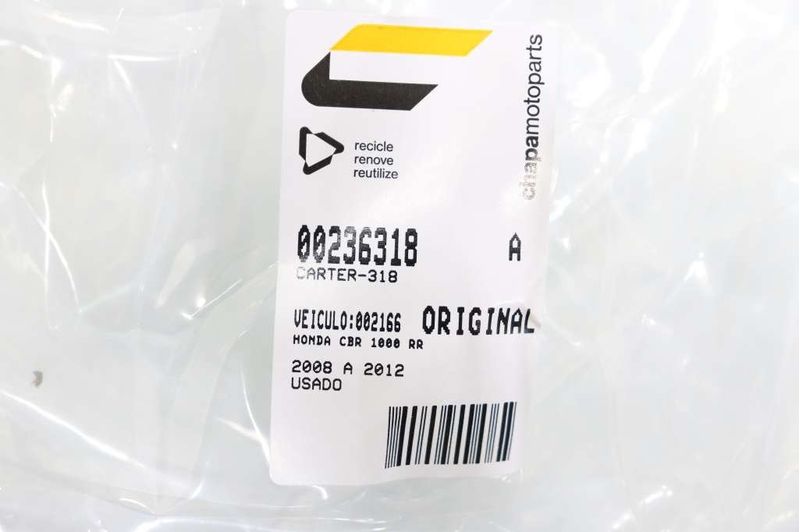 chapamotoparts
recicle
renove
reutilize
00236318 A
CARTER-318
VEICULO:002166 ORIGINAL
HONDA CBR 1000 RR
2008 A 2012
USADO